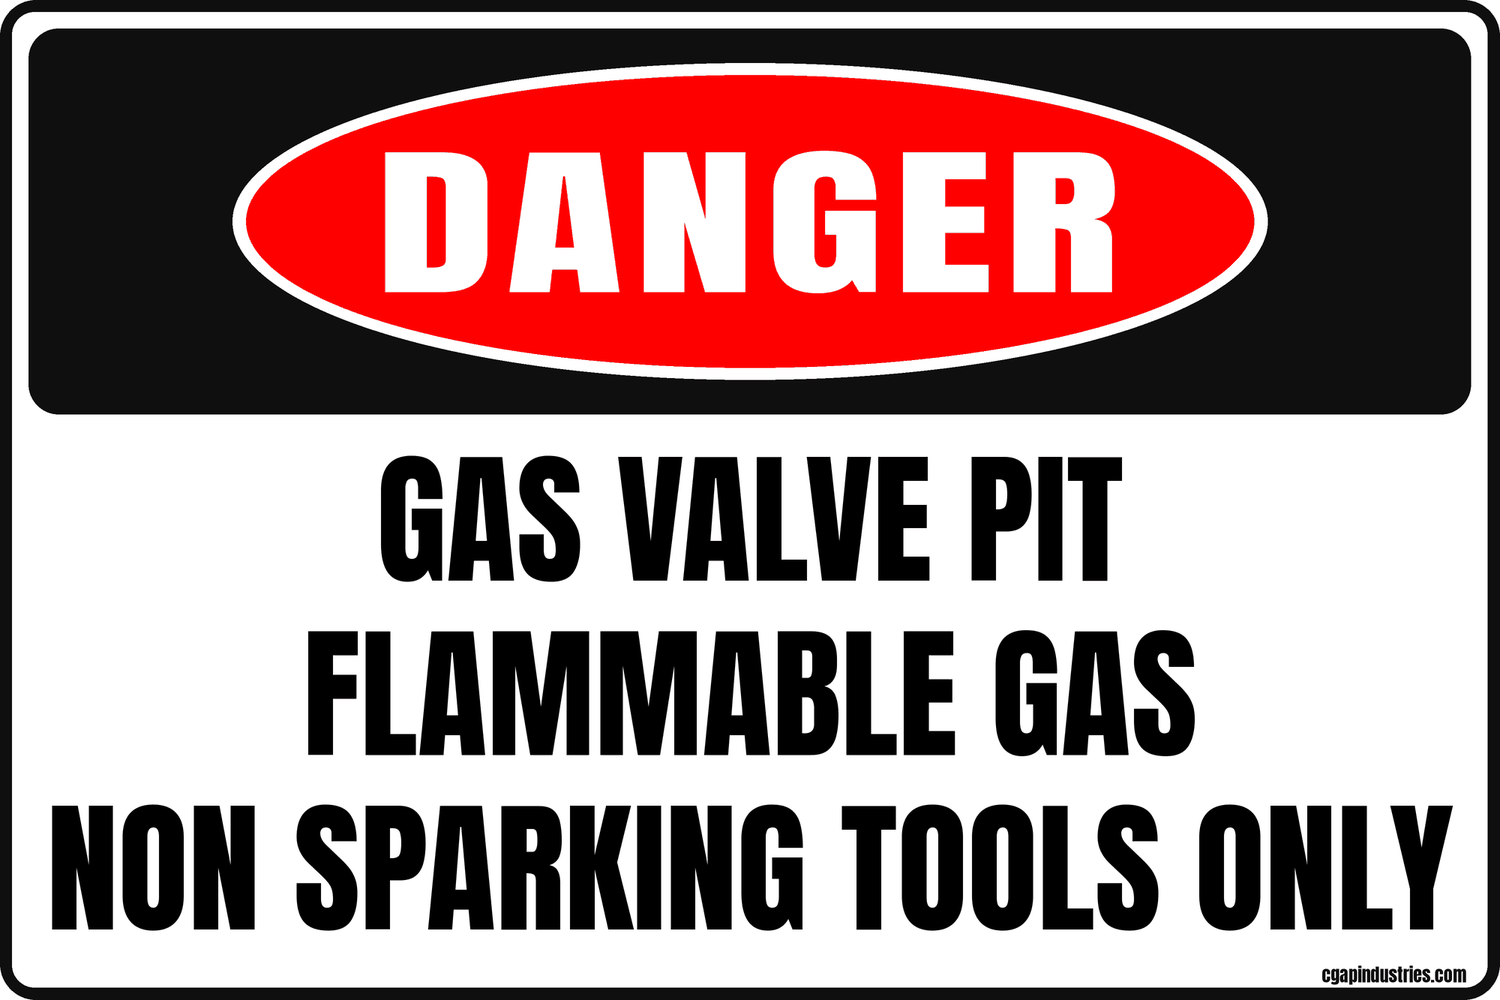 DANGER
GAS VALVE PIT
FLAMMABLE GAS
NON SPARKING TOOLS ONLY
cgapindustries.com